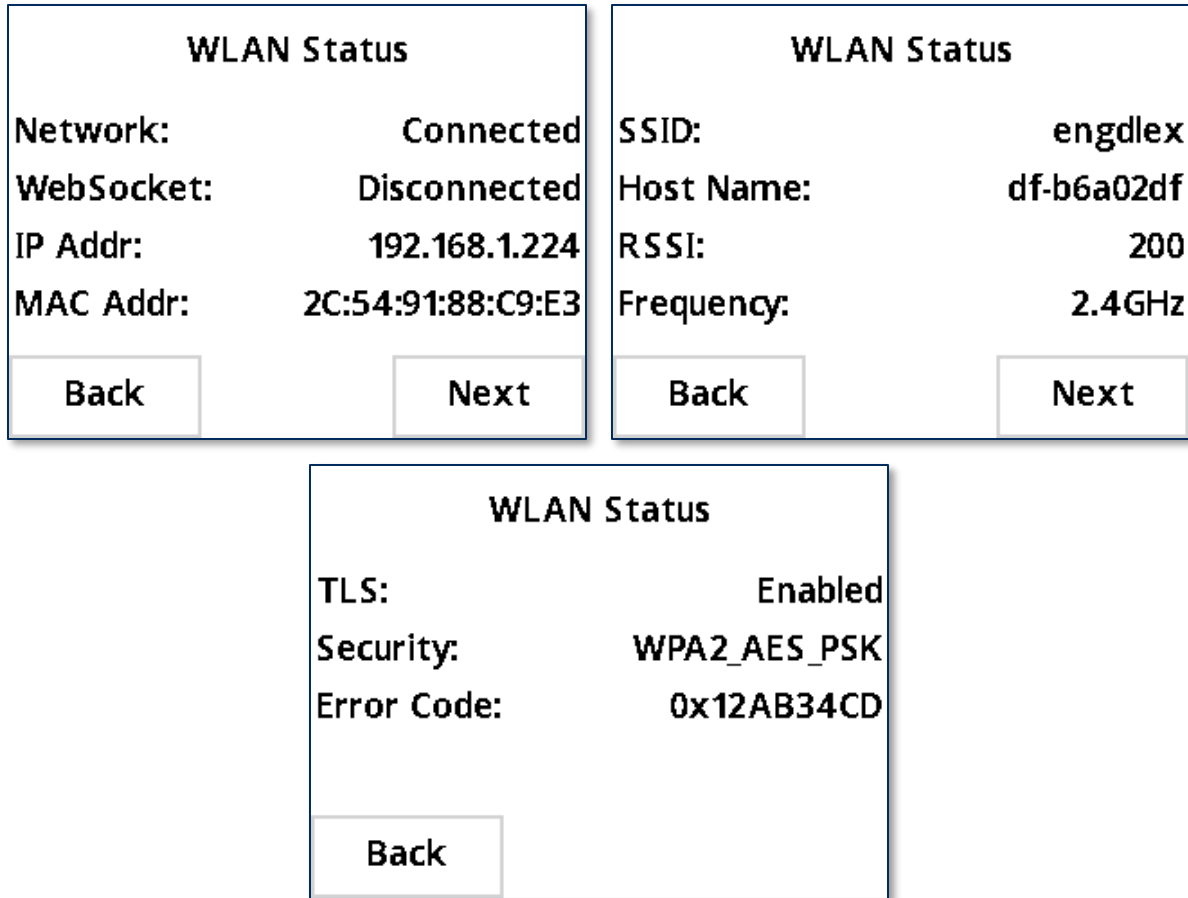 WLAN Status
Network: Connected
WebSocket: Disconnected
IP Addr: 192.168.1.224
MAC Addr: 2C:54:91:88:C9:E3
Back Next
WLAN Status
SSID: engdlex
Host Name: df-b6a02df
RSSI: 200
Frequency: 2.4GHz
Back Next
WLAN Status
TLS: Enabled
Security: WPA2_AES_PSK
Error Code: 0x12AB34CD
Back